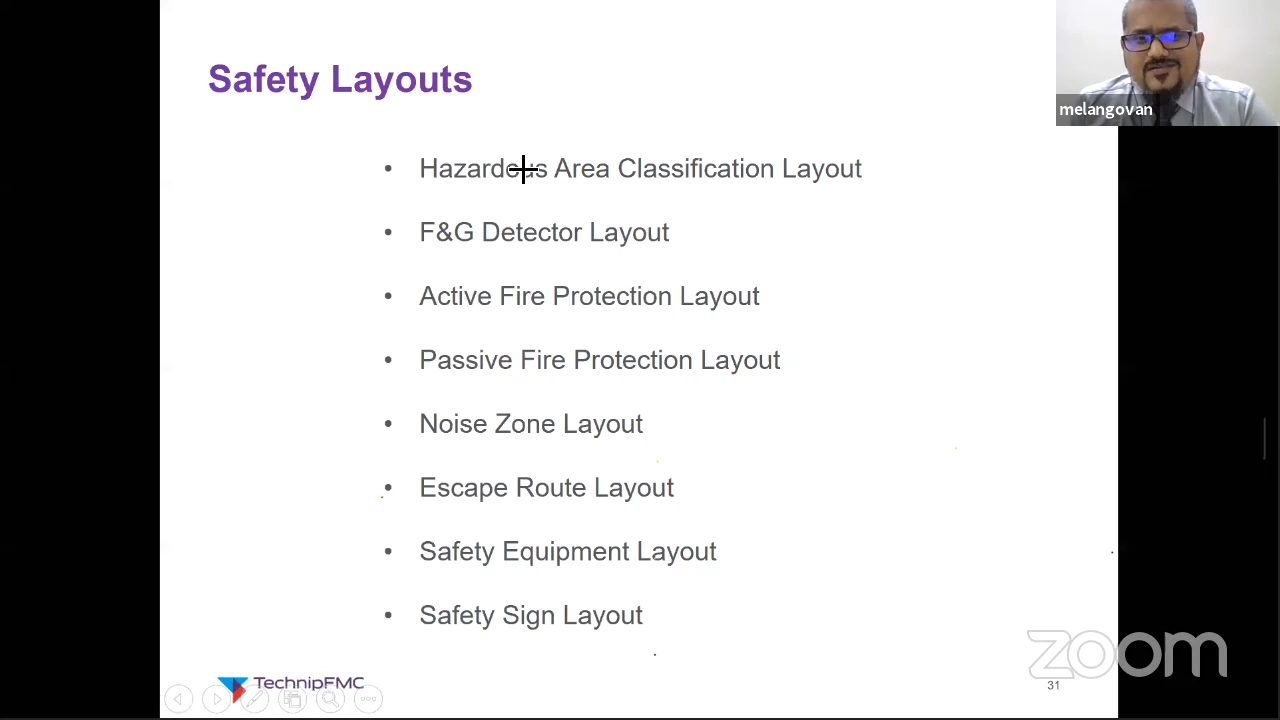 Safety Layouts
melangovan
• Hazardous Area Classification Layout
• F&G Detector Layout
• Active Fire Protection Layout
• Passive Fire Protection Layout
• Noise Zone Layout
• Escape Route Layout
• Safety Equipment Layout
• Safety Sign Layout
zoom
TechnipFMC
31